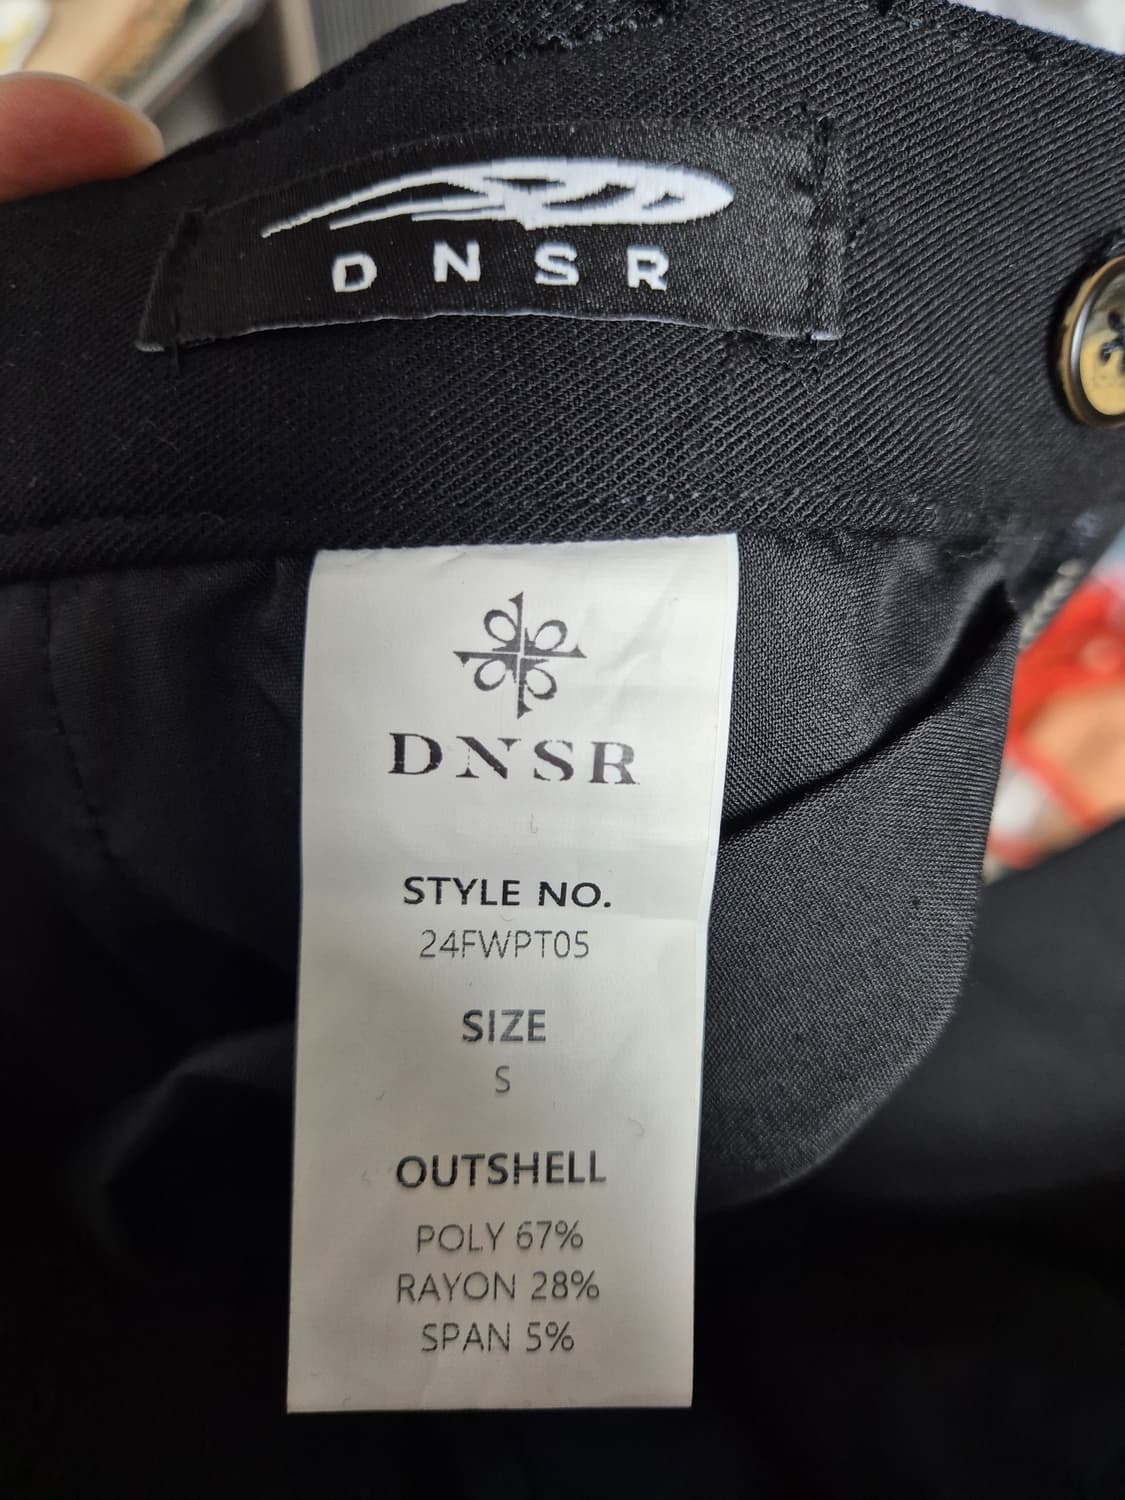 DNSR
DNSR
STYLE NO.
24FWPT05
SIZE
S
OUTSHELL
POLY 67%
RAYON 28%
SPAN 5%